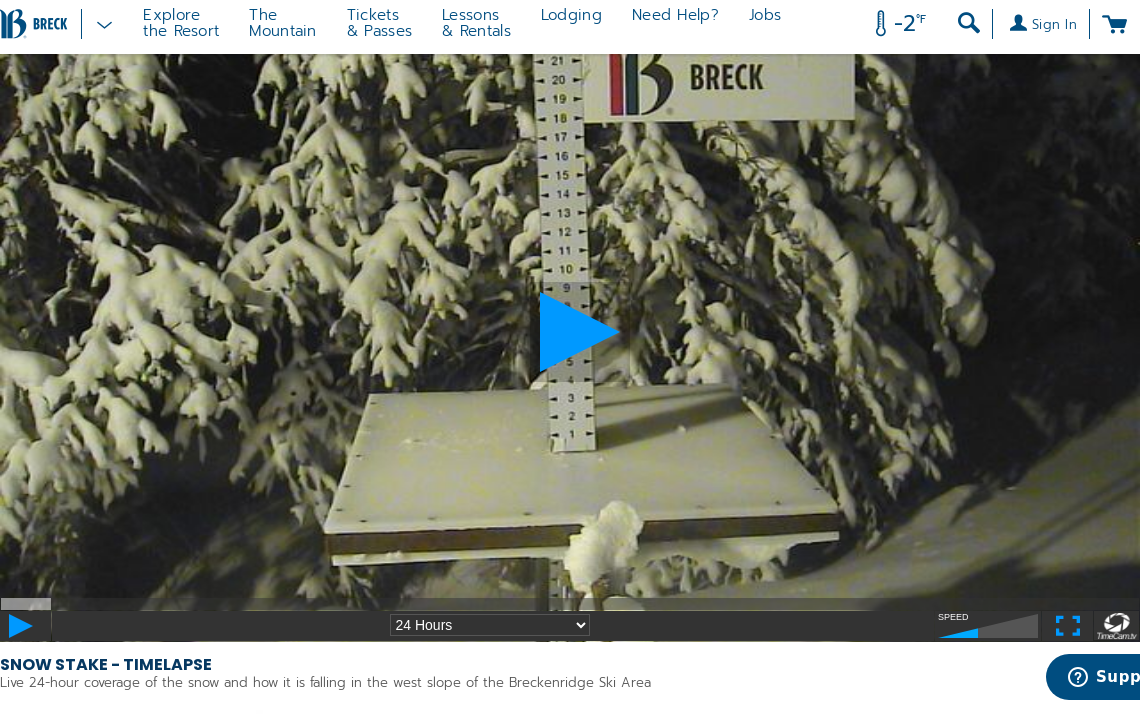 BRECK
Explore
the Resort
The
Mountain
Tickets
& Passes
Lessons
& Rentals
Lodging
Need Help?
Jobs
-2°F
Sign In
BRECK
21
20
19
18
17
16
15
14
13
12
11
10
9
5
4
3
2
1
24 Hours
SPEED
TimeCam.tv
SNOW STAKE - TIMELAPSE
Live 24-hour coverage of the snow and how it is falling in the west slope of the Breckenridge Ski Area
Supp